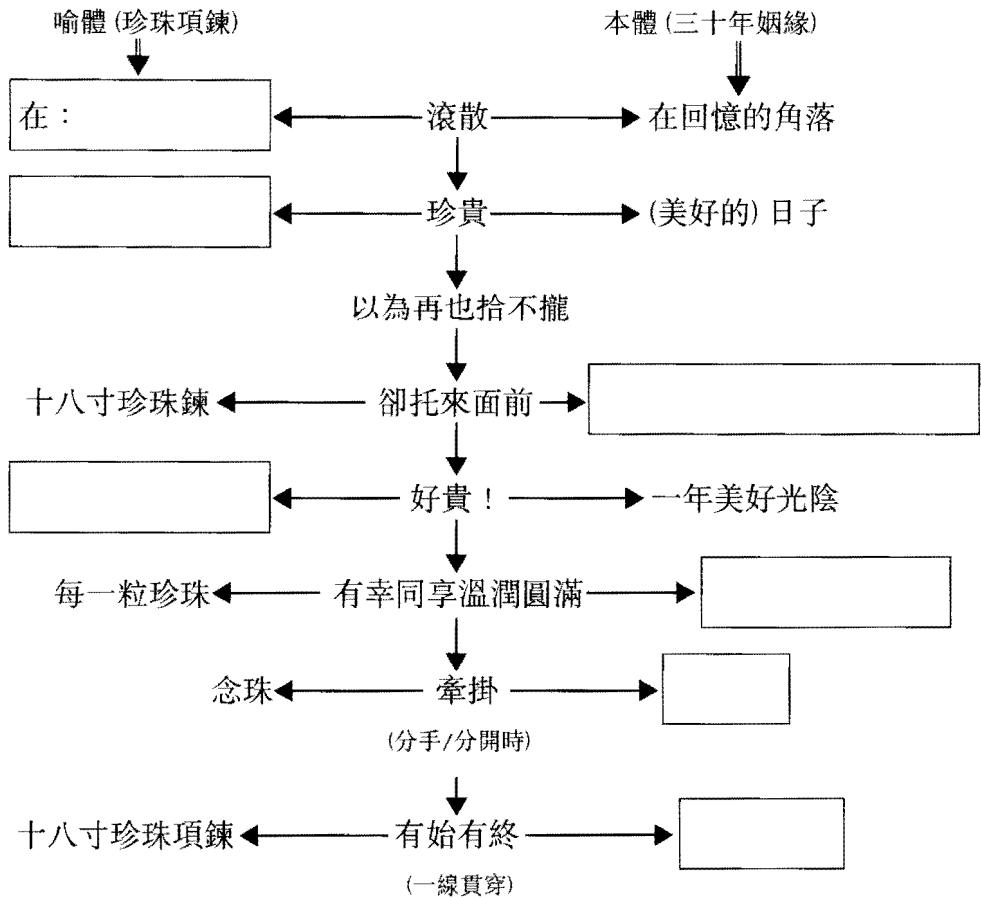 喻體 (珍珠項鍊) 本體 (三十年姻緣)
在： 滾散 在回憶的角落
珍貴 (美好的) 日子
以為再也拾不攏
十八寸珍珠鍊 卻托來面前
好貴！ 一年美好光陰
每一粒珍珠 有幸同享溫潤圓滿
念珠 牽掛
(分手/分開時)
十八寸珍珠項鍊 有始有終
(一線貫穿)